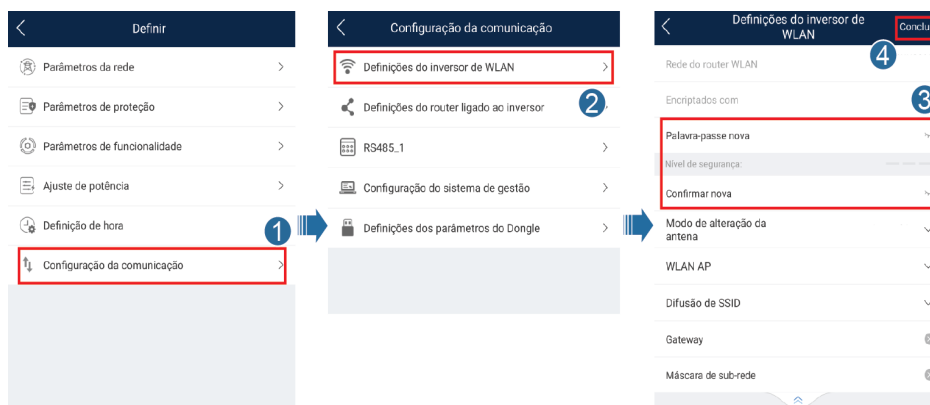 Definir
Parâmetros da rede
Parâmetros de proteção
Parâmetros de funcionalidade
Ajuste de potência
Definição de hora
1
Configuração da comunicação
Configuração da comunicação
Definições do inversor de WLAN
2
Definições do router ligado ao inversor
RS485_1
Configuração do sistema de gestão
Definições dos parâmetros do Dongle
Definições do inversor de
WLAN
Conclu
4
Rede do router WLAN
Encriptados com
3
Palavra-passe nova
Nível de segurança:
Confirmar nova
Modo de alteração da
antena
WLAN AP
Difusão de SSID
Gateway
Máscara de sub-rede